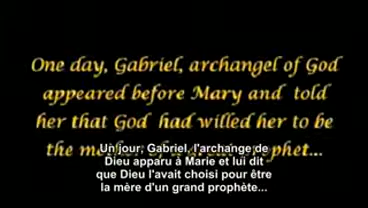 One day, Gabriel, archangel of God
appeared before Mary and told
her that God had willed her to be
the prophet...
Un jour, Gabriel, l'archange de
Dieu apparu à Marie et lui dit
que Dieu l'avait choisi pour être
la mère d'un grand prophète...